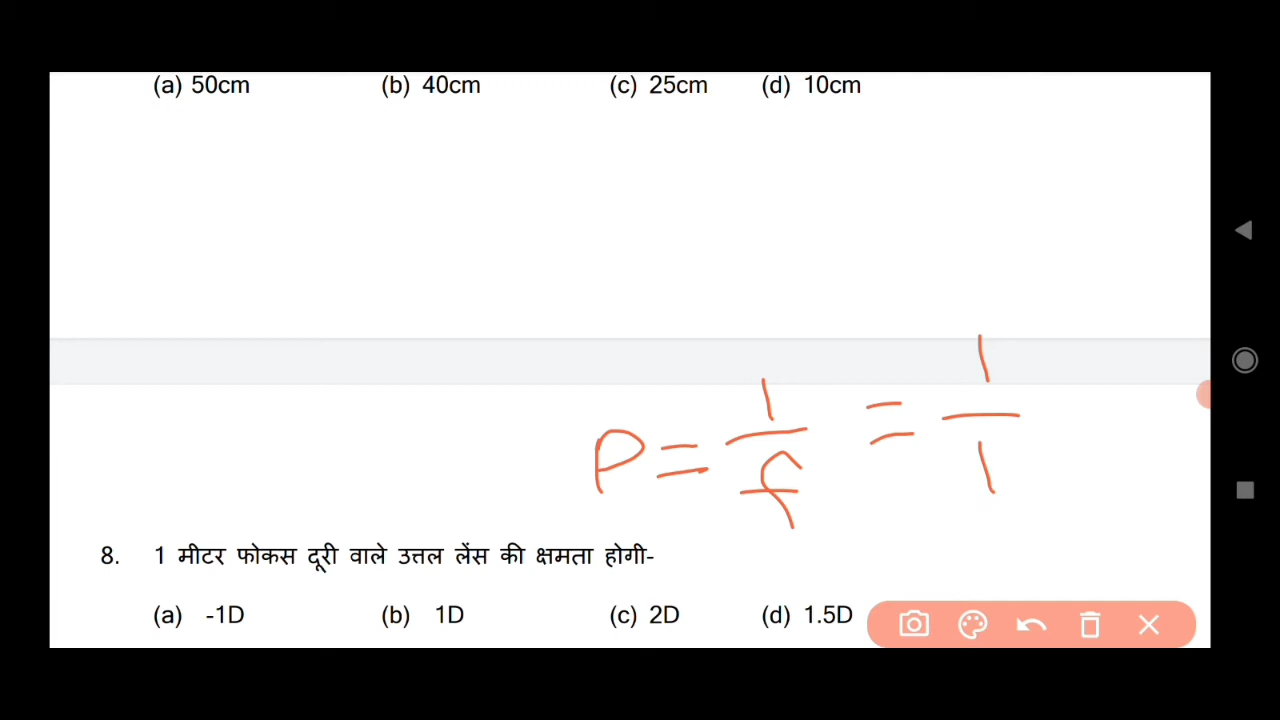 (a) 50cm (b) 40cm (c) 25cm (d) 10cm
P = 1/f = 1/1
8. 1 मीटर फोकस दूरी वाले उत्तल लेंस की क्षमता होगी-
(a) -1D (b) 1D (c) 2D (d) 1.5D